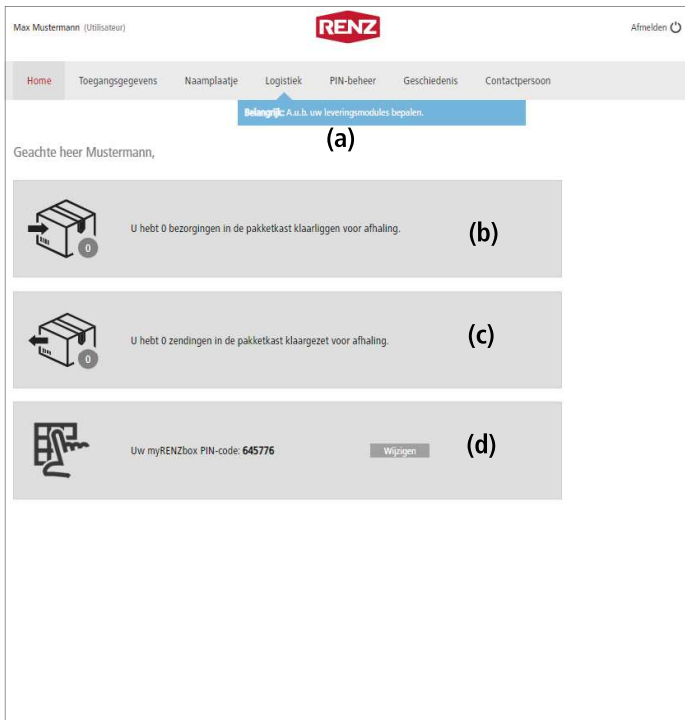 Max Mustermann (Utilisateur)
RENZ
Afmelden
Home Toegangsgegevens Naamplaatje Logistiek PIN-beheer Geschiedenis Contactpersoon
Belangrijk: A.u.b. uw leveringsmodules bepalen.
(a)
Geachte heer Mustermann,
U hebt 0 bezorgingen in de pakketkast klaarliggen voor afhaling.
(b)
0
U hebt 0 zendingen in de pakketkast klaargezet voor afhaling.
(c)
0
Uw myRENZbox PIN-code: 645776
Wijzigen
(d)